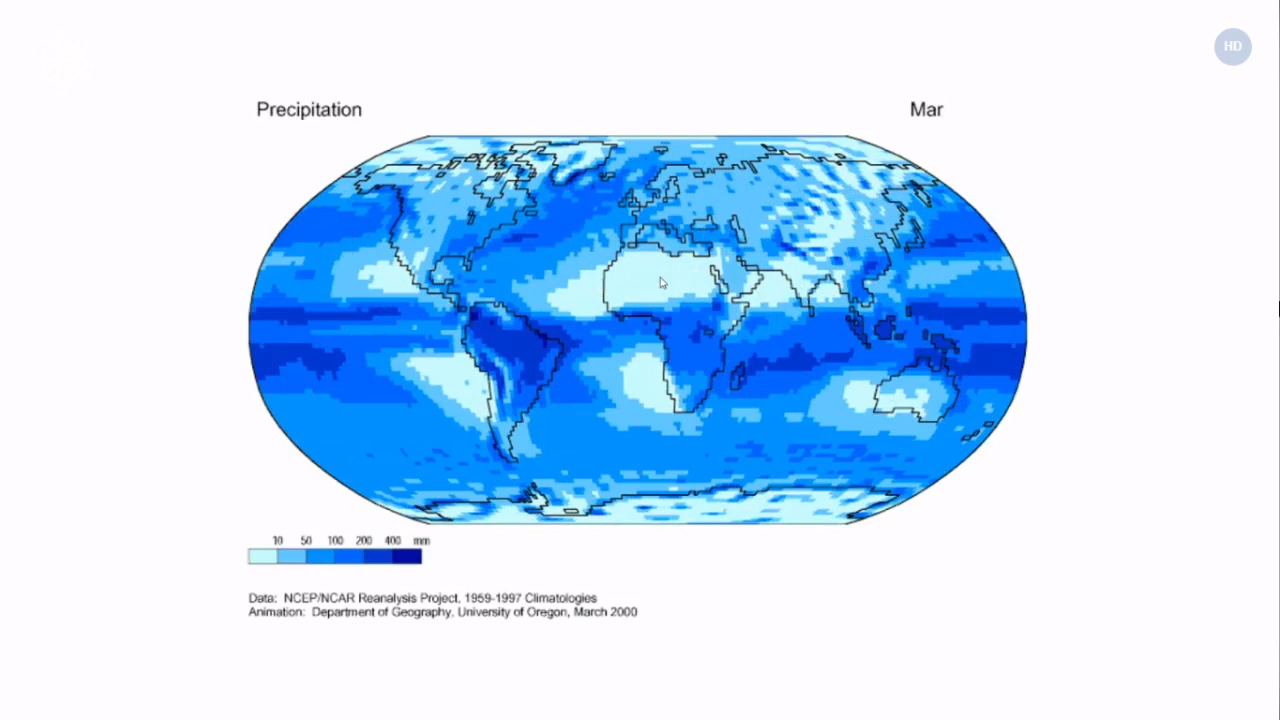 HD
Precipitation Mar
10 50 100 200 400 mm
Data: NCEP/NCAR Reanalysis Project, 1959-1997 Climatologies
Animation: Department of Geography, University of Oregon, March 2000